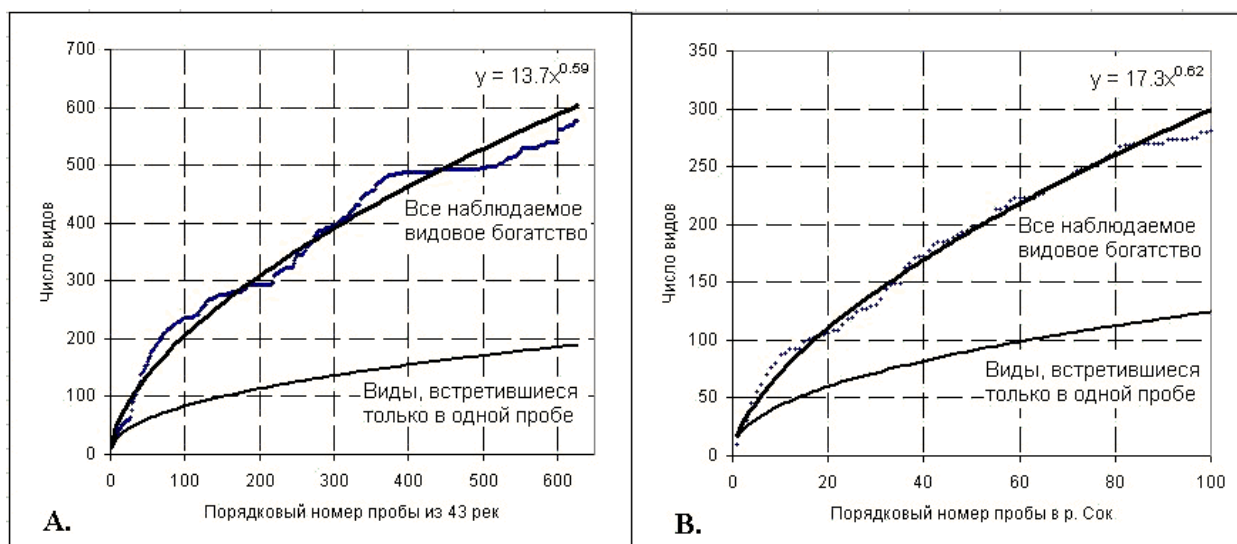 700
600
500
400
300
200
100
0
Число видов
y = 13.7x^0.59
Все наблюдаемое
видовое богатство
Виды, встретившиеся
только в одной пробе
0 100 200 300 400 500 600
Порядковый номер пробы из 43 рек
А.
350
300
250
200
150
100
50
0
Число видов
y = 17.3x^0.62
Все наблюдаемое
видовое богатство
Виды, встретившиеся
только в одной пробе
0 20 40 60 80 100
Порядковый номер пробы в р. Сок
В.